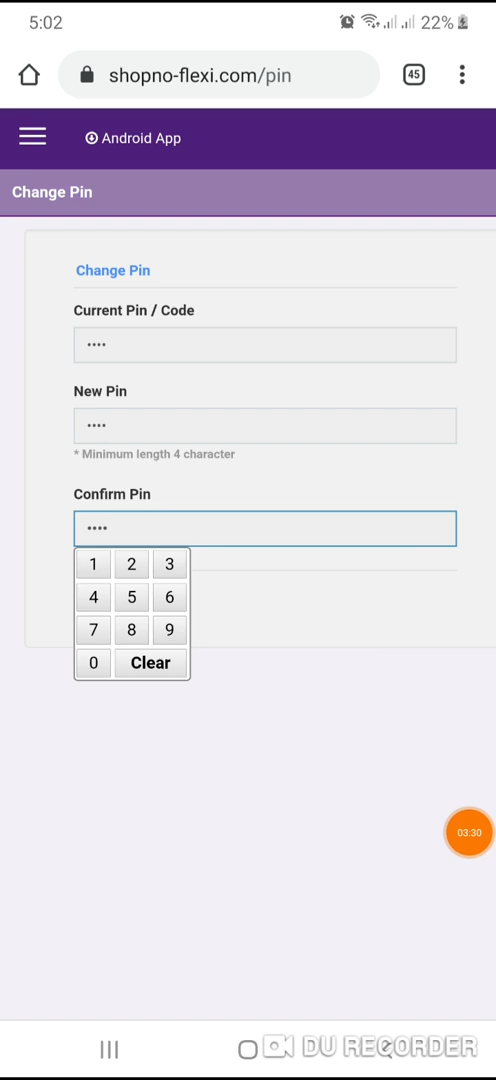 5:02
22%
shopno-flexi.com/pin
45
Android App
Change Pin
Change Pin
Current Pin / Code
••••
New Pin
••••
* Minimum length 4 character
Confirm Pin
••••
1 2 3
4 5 6
7 8 9
0 Clear
03:30
DU RECORDER